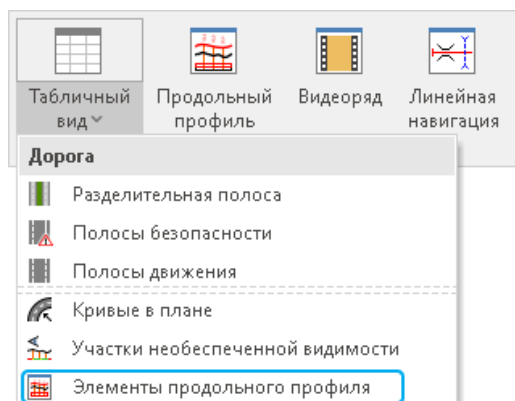 Табличный вид
Продольный профиль
Видеоряд
Линейная навигация
Дорога
Разделительная полоса
Полосы безопасности
Полосы движения
Кривые в плане
Участки необеспеченной видимости
Элементы продольного профиля